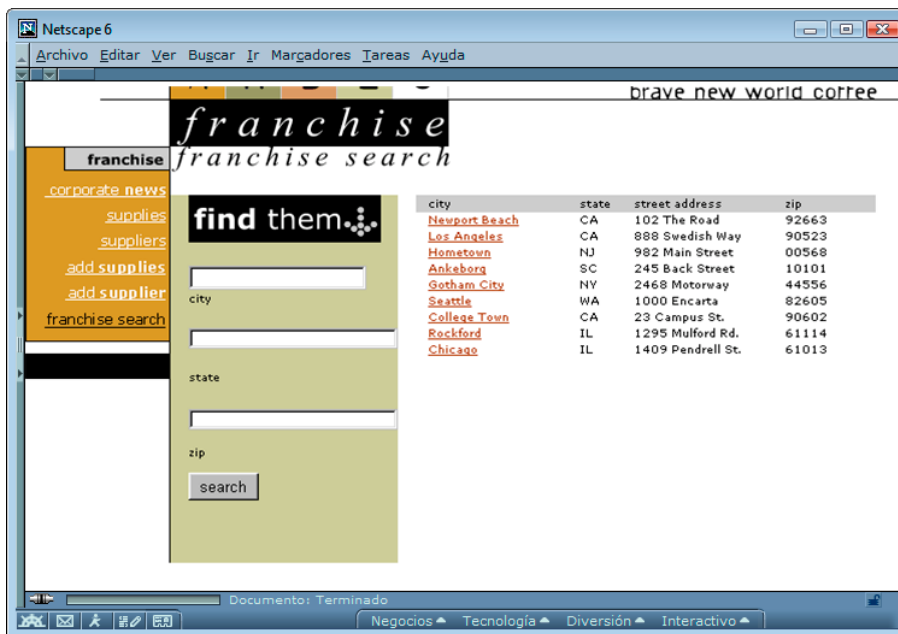 Netscape 6
Archivo Editar Ver Buscar Ir Marcadores Tareas Ayuda
brave new world coffee
franchise
franchise search
franchise
corporate news
supplies
suppliers
add supplies
add supplier
franchise search
find them
city
state
zip
search
city state street address zip
Newport Beach CA 102 The Road 92663
Los Angeles CA 888 Swedish Way 90523
Hometown NJ 982 Main Street 00568
Ankeborg SC 245 Back Street 10101
Gotham City NY 2468 Motorway 44556
Seattle WA 1000 Encarta 82605
College Town CA 23 Campus St. 90602
Rockford IL 1295 Mulford Rd. 61114
Chicago IL 1409 Pendrell St. 61013
Documento: Terminado
Negocios Tecnología Diversión Interactivo